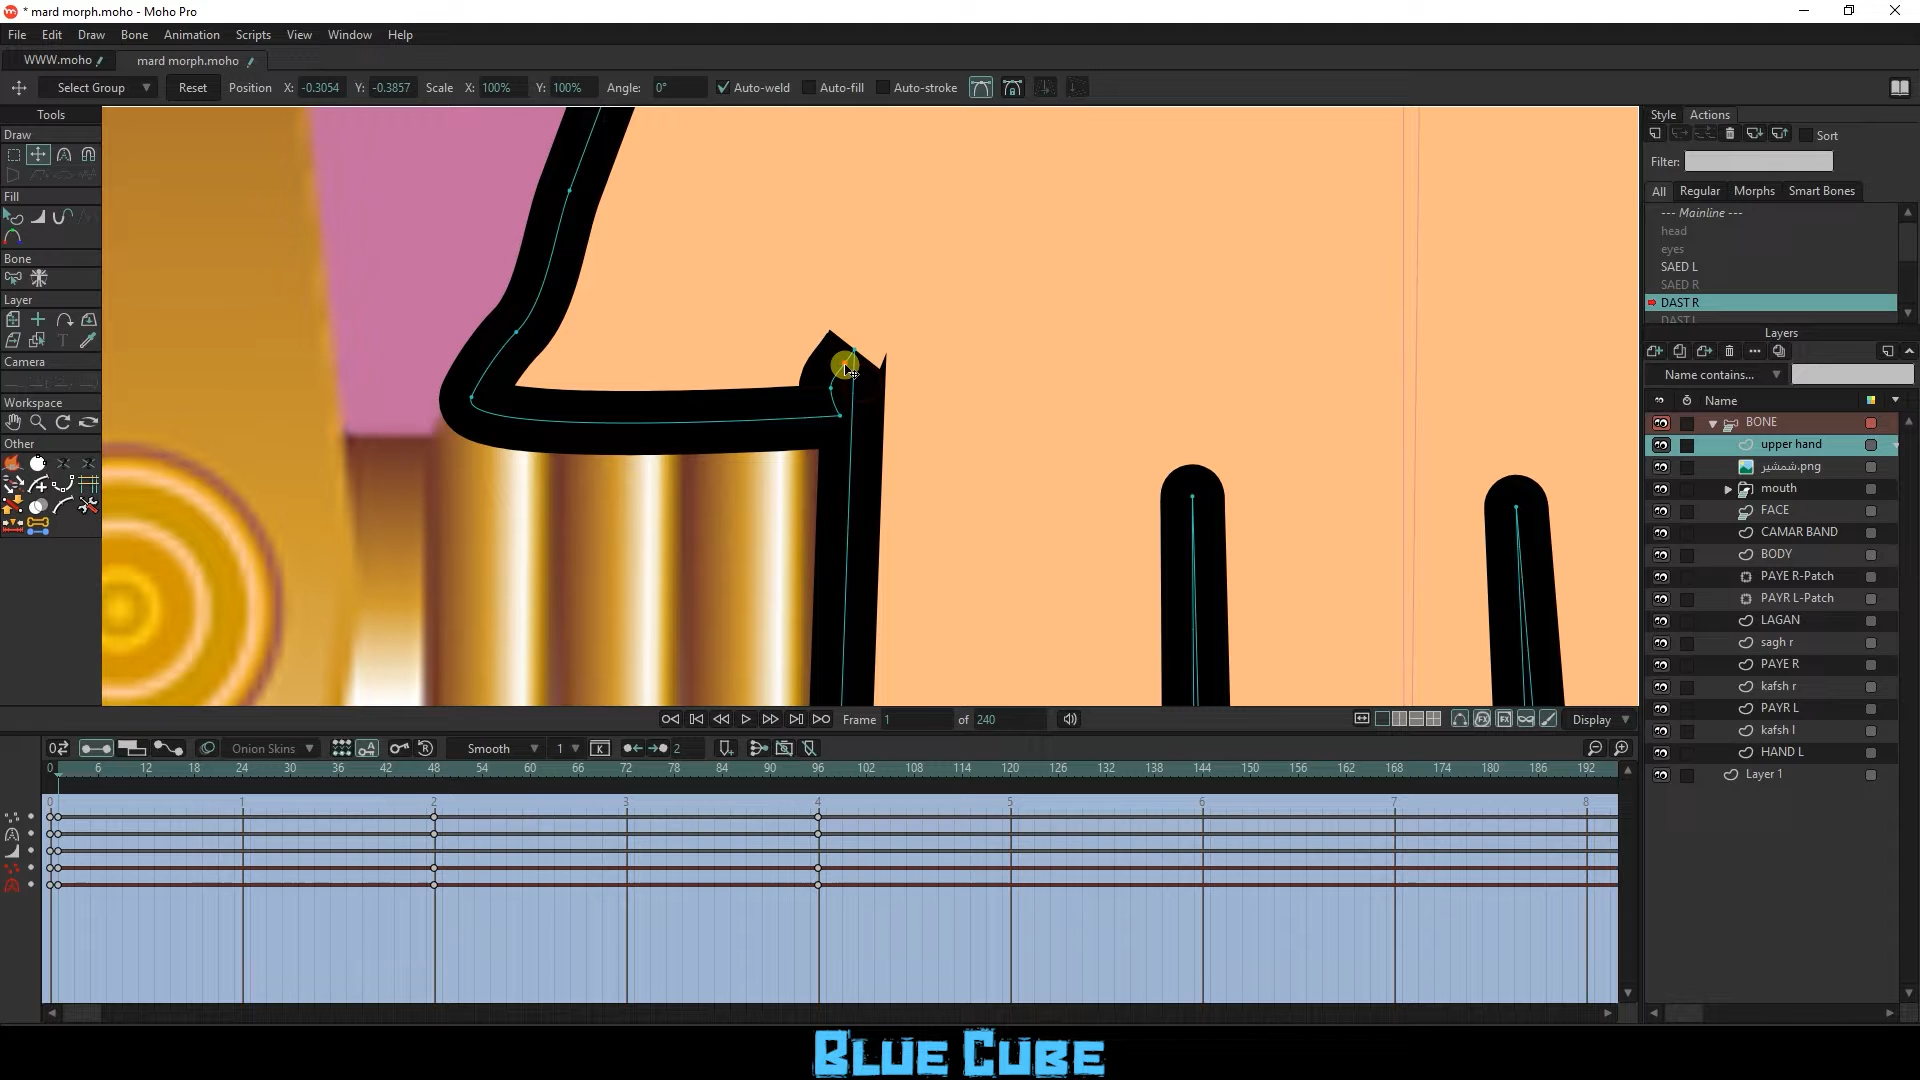 * mard morph.moho - Moho Pro
File Edit Draw Bone Animation Scripts View Window Help
WWW.moho mard morph.moho
Select Group Reset Position X: -0.3054 Y: -0.3857 Scale X: 100% Y: 100% Angle: 0° Auto-weld Auto-fill Auto-stroke
Tools
Draw
Fill
Bone
Layer
Camera
Workspace
Other
Style Actions
Sort
Filter:
All Regular Morphs Smart Bones
--- Mainline ---
head
eyes
SAED L
SAED R
DAST R
DAST L
Layers
Name contains...
Name
BONE
upper hand
شمشیر.png
mouth
FACE
CAMAR BAND
BODY
PAYE R-Patch
PAYR L-Patch
LAGAN
sagh r
PAYE R
kafsh r
PAYR L
kafsh l
HAND L
Layer 1
Frame 1 of 240 Display
Onion Skins Smooth 1 2
0 6 12 18 24 30 36 42 48 54 60 66 72 78 84 90 96 102 108 114 120 126 132 138 144 150 156 162 168 174 180 186 192
0 1 2 3 4 5 6 7 8
BLUE CUBE